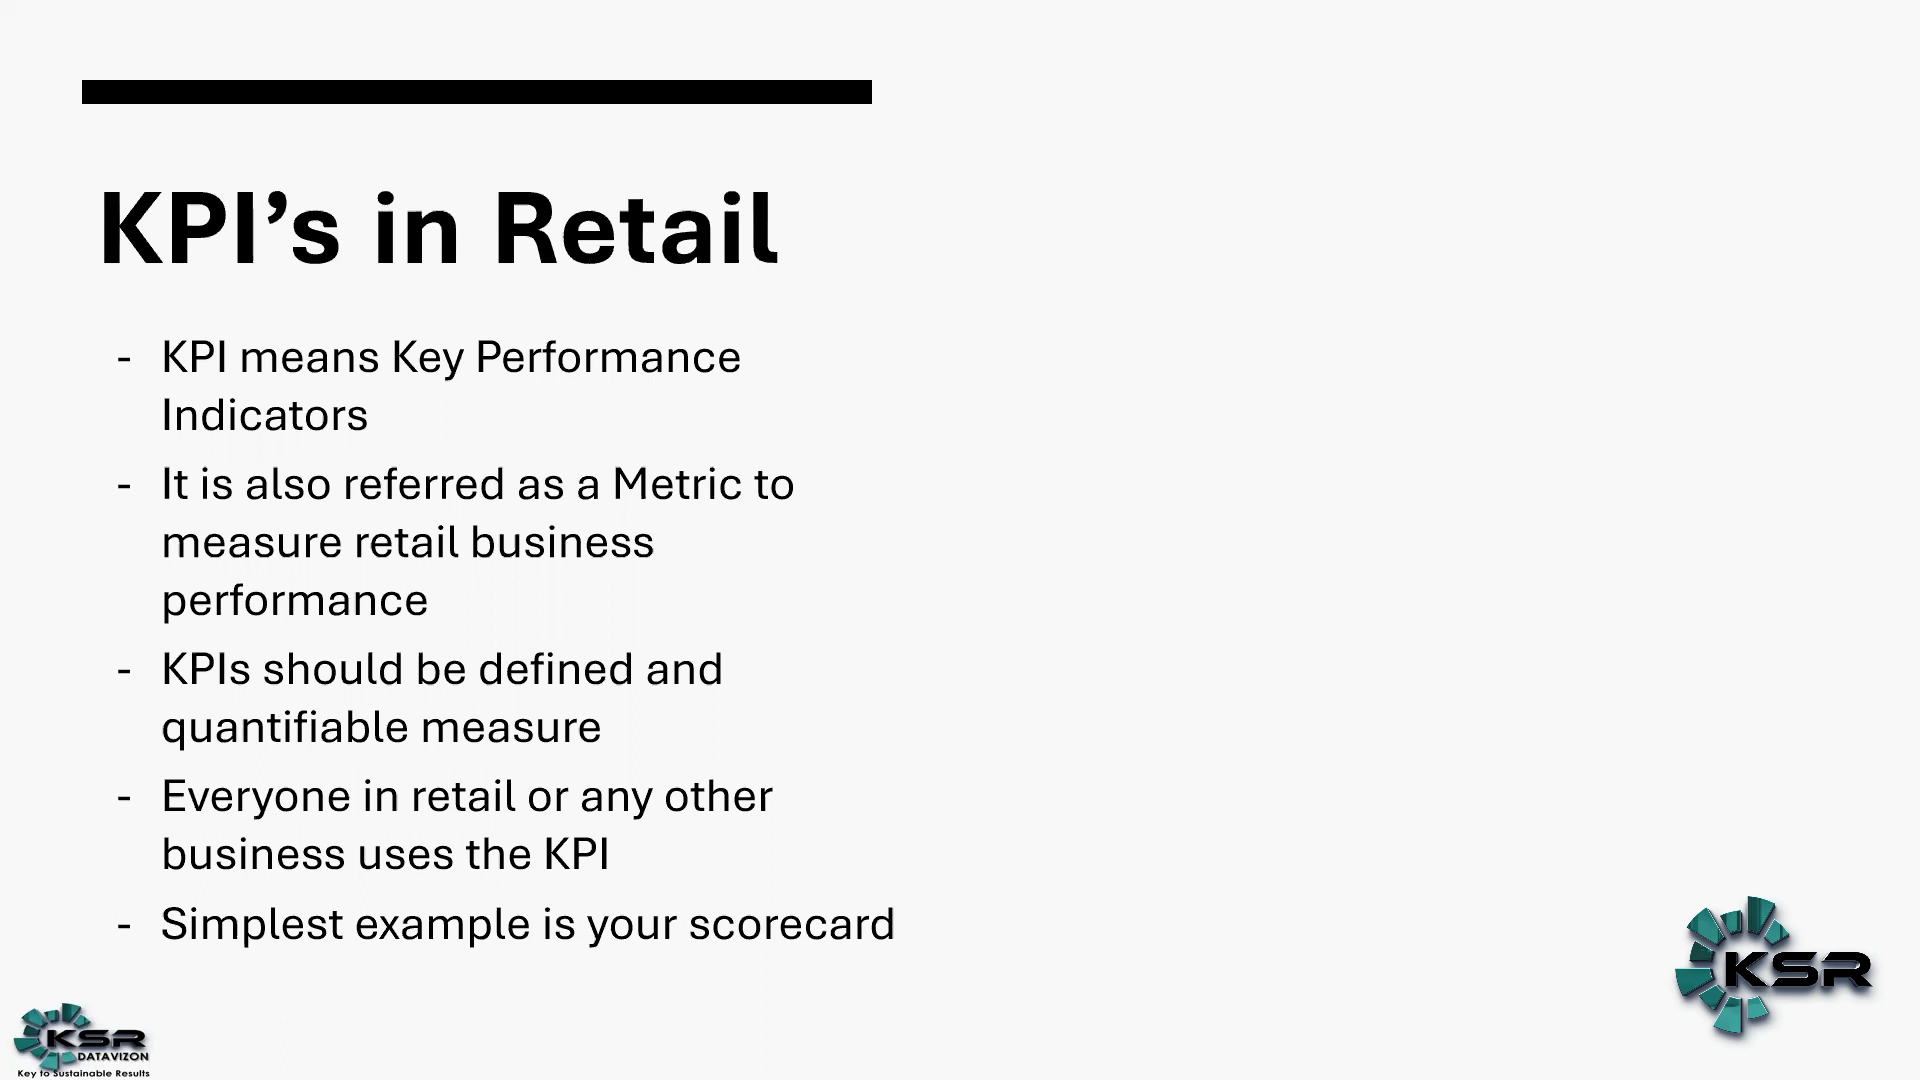 KPI’s in Retail
- KPI means Key Performance
Indicators
- It is also referred as a Metric to
measure retail business
performance
- KPIs should be defined and
quantifiable measure
- Everyone in retail or any other
business uses the KPI
- Simplest example is your scorecard
KSR
KSR
DATAVIZON
Key to Sustainable Results